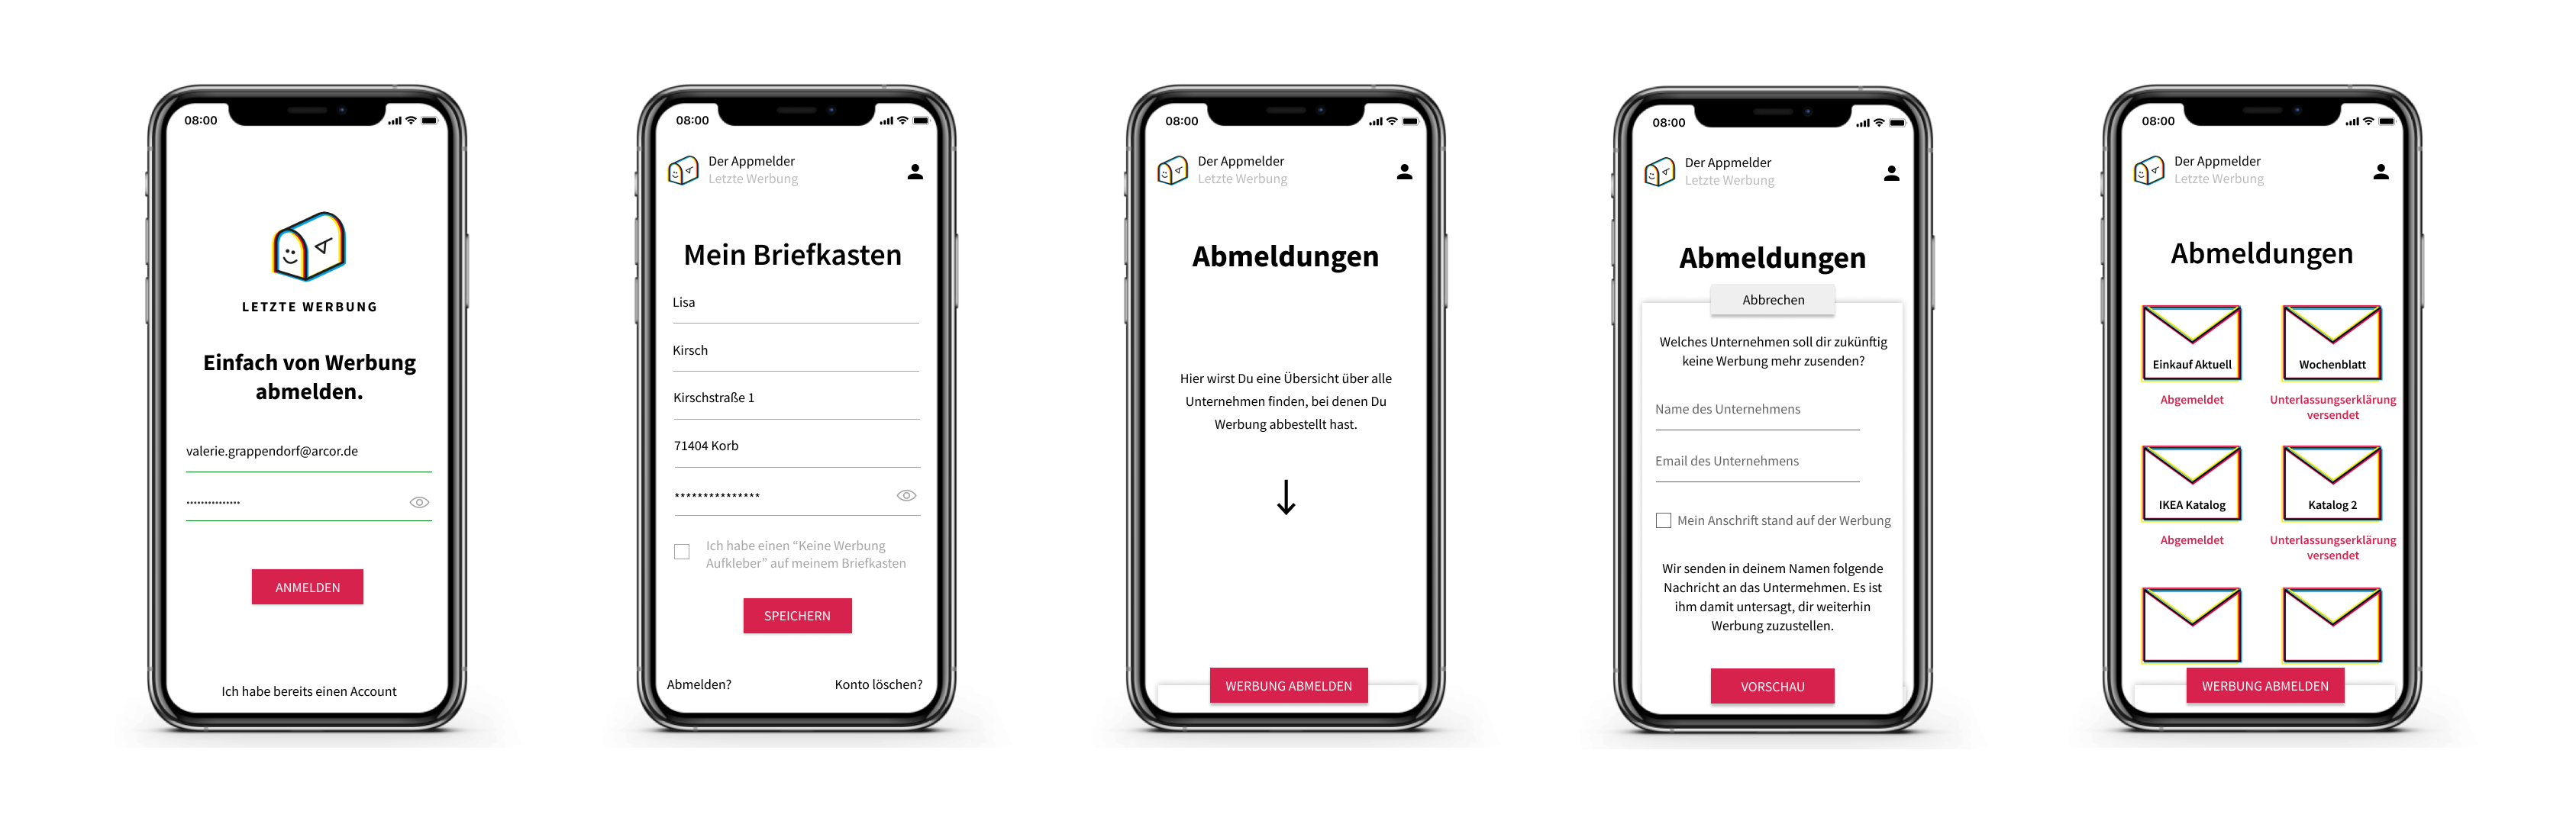 08:00
LETZTE WERBUNG
Einfach von Werbung
abmelden.
valerie.grappendorf@arcor.de
•••••••••••••••
ANMELDEN
Ich habe bereits einen Account
08:00
Der Appmelder
Letzte Werbung
Mein Briefkasten
Lisa
Kirsch
Kirschstraße 1
71404 Korb
***************
Ich habe einen “Keine Werbung
Aufkleber” auf meinem Briefkasten
SPEICHERN
Abmelden?
Konto löschen?
08:00
Der Appmelder
Letzte Werbung
Abmeldungen
Hier wirst Du eine Übersicht über alle
Unternehmen finden, bei denen Du
Werbung abbestellt hast.
WERBUNG ABMELDEN
08:00
Der Appmelder
Letzte Werbung
Abmeldungen
Abbrechen
Welches Unternehmen soll dir zukünftig
keine Werbung mehr zusenden?
Name des Unternehmens
Email des Unternehmens
Mein Anschrift stand auf der Werbung
Wir senden in deinem Namen folgende
Nachricht an das Untermehmen. Es ist
ihm damit untersagt, dir weiterhin
Werbung zuzustellen.
VORSCHAU
08:00
Der Appmelder
Letzte Werbung
Abmeldungen
Einkauf Aktuell
Abgemeldet
Wochenblatt
Unterlassungserklärung
versendet
IKEA Katalog
Abgemeldet
Katalog 2
Unterlassungserklärung
versendet
WERBUNG ABMELDEN